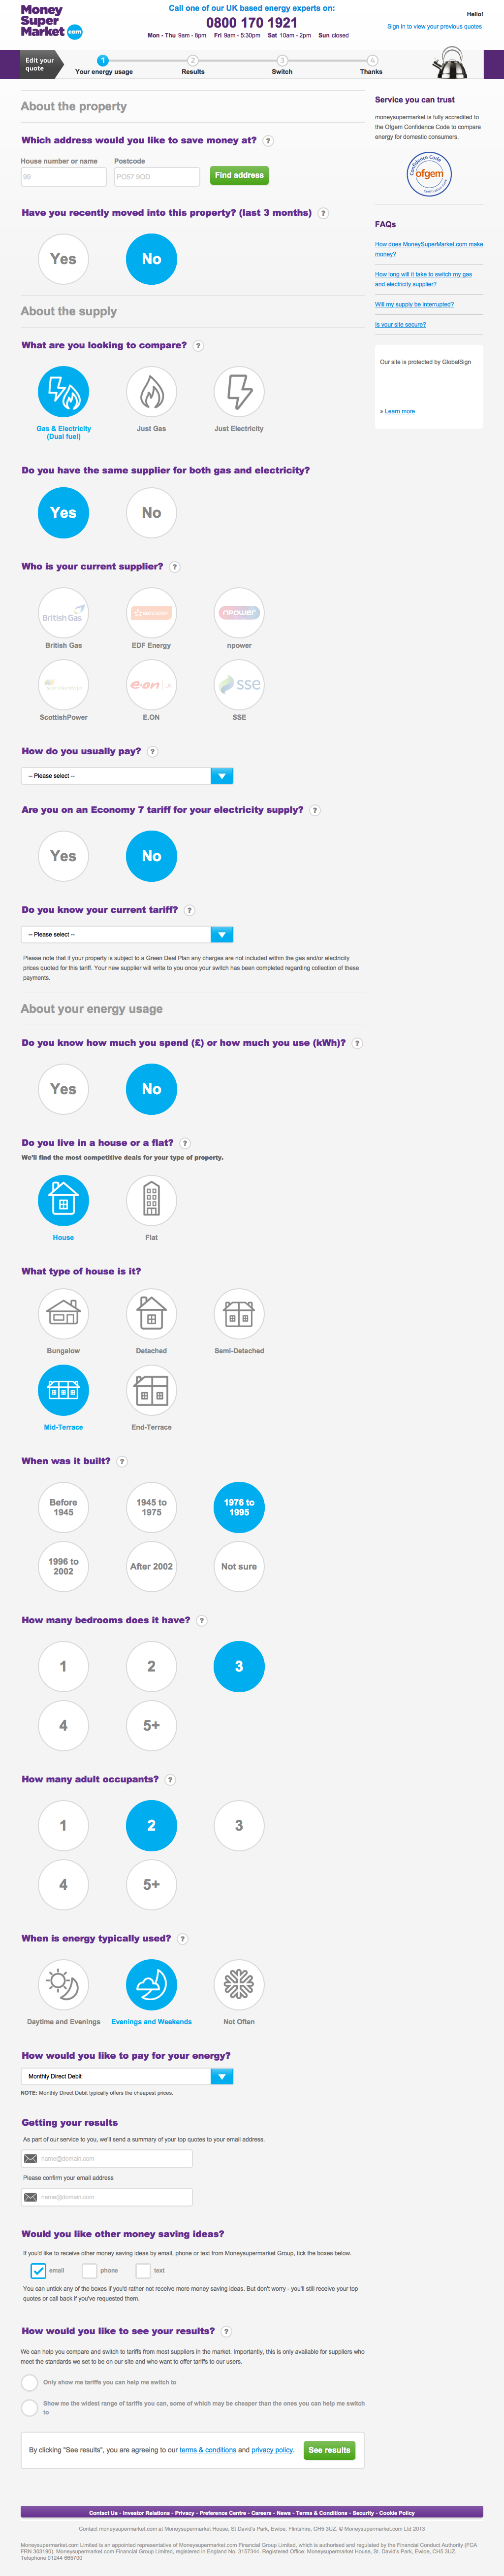 Money
Super
Market.com
Call one of our UK based energy experts on:
0800 170 1921
Mon - Thu 9am - 8pm Fri 9am - 5:30pm Sat 10am - 2pm Sun closed
Hello!
Sign in to view your previous quotes
Edit your
quote
1
2
3
4
Your energy usage
Results
Switch
Thanks
About the property
Which address would you like to save money at? ?
House number or name
Postcode
99
PO57 9OD
Find address
Have you recently moved into this property? (last 3 months) ?
Yes
No
About the supply
What are you looking to compare? ?
Gas & Electricity
(Dual fuel)
Just Gas
Just Electricity
Do you have the same supplier for both gas and electricity?
Yes
No
Who is your current supplier? ?
British Gas
npower
British Gas
EDF Energy
npower
e·on
sse
ScottishPower
E.ON
SSE
How do you usually pay? ?
-- Please select --
Are you on an Economy 7 tariff for your electricity supply? ?
Yes
No
Do you know your current tariff? ?
-- Please select --
Please note that if your property is subject to a Green Deal Plan any charges are not included within the gas and/or electricity
prices quoted for this tariff. Your new supplier will write to you once your switch has been completed regarding collection of these
payments.
About your energy usage
Do you know how much you spend (£) or how much you use (kWh)? ?
Yes
No
Do you live in a house or a flat? ?
We'll find the most competitive deals for your type of property.
House
Flat
What type of house is it?
Bungalow
Detached
Semi-Detached
Mid-Terrace
End-Terrace
When was it built? ?
Before
1945
1945 to
1975
1976 to
1995
1996 to
2002
After 2002
Not sure
How many bedrooms does it have? ?
1
2
3
4
5+
How many adult occupants? ?
1
2
3
4
5+
When is energy typically used? ?
Daytime and Evenings
Evenings and Weekends
Not Often
How would you like to pay for your energy?
Monthly Direct Debit
NOTE: Monthly Direct Debit typically offers the cheapest prices.
Getting your results
As part of our service to you, we'll send a summary of your top quotes to your email address.
name@domain.com
Please confirm your email address
name@domain.com
Would you like other money saving ideas?
If you'd like to receive other money saving ideas by email, phone or text from Moneysupermarket Group, tick the boxes below.
email
phone
text
You can untick any of the boxes if you'd rather not receive more money saving ideas. But don't worry - you'll still receive your top
quotes or call back if you've requested them.
How would you like to see your results? ?
We can help you compare and switch to tariffs from most suppliers in the market. Importantly, this is only available for suppliers who
meet the standards we set to be on our site and who want to offer tariffs to our users.
Only show me tariffs you can help me switch to
Show me the widest range of tariffs you can, some of which may be cheaper than the ones you can help me switch
to
By clicking "See results", you are agreeing to our terms & conditions and privacy policy.
See results
Service you can trust
moneysupermarket is fully accredited to
the Ofgem Confidence Code to compare
energy for domestic consumers.
Confidence Code
ofgem
FAQs
How does MoneySuperMarket.com make
money?
How long will it take to switch my gas
and electricity supplier?
Will my supply be interrupted?
Is your site secure?
Our site is protected by GlobalSign
» Learn more
Contact Us - Investor Relations - Privacy - Preference Centre - Careers - News - Terms & Conditions - Security - Cookie Policy
Contact moneysupermarket.com at Moneysupermarket House, St David's Park, Ewloe, Flintshire, CH5 3UZ. © Moneysupermarket.com Ltd 2013
Moneysupermarket.com Limited is an appointed representative of Moneysupermarket.com Financial Group Limited, which is authorised and regulated by the Financial Conduct Authority (FCA
FRN 303190). Moneysupermarket.com Financial Group Limited, registered in England No. 3157344. Registered Office: Moneysupermarket House, St. David's Park, Ewloe, CH5 3UZ.
Telephone 01244 665700